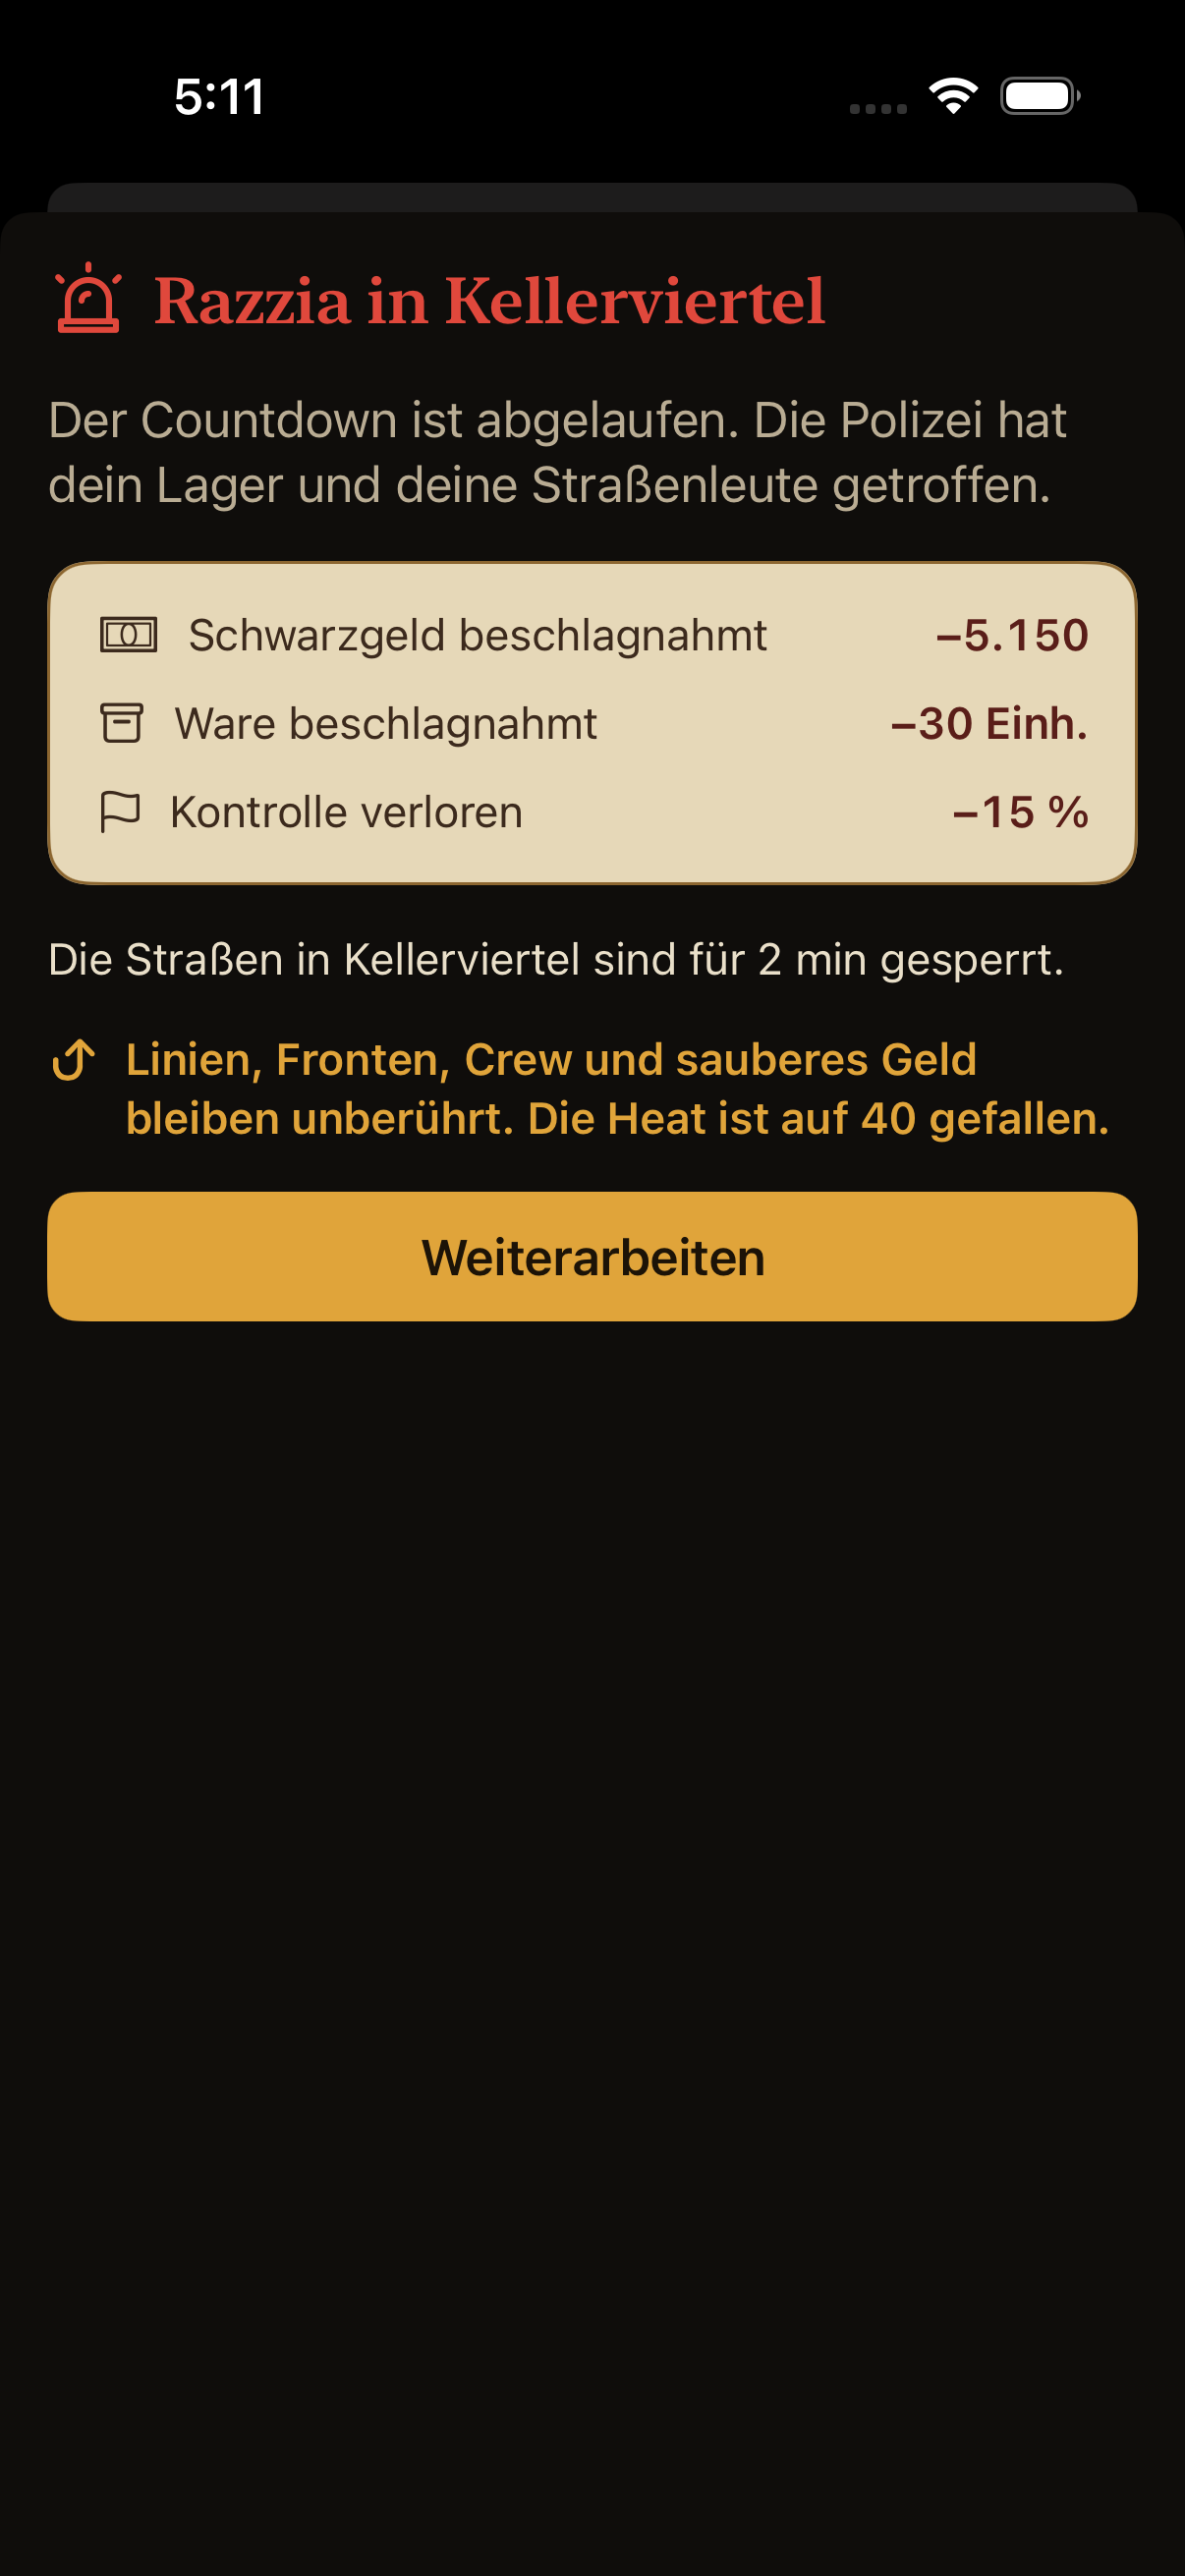 5:11
Razzia in Kellerviertel
Der Countdown ist abgelaufen. Die Polizei hat
dein Lager und deine Straßenleute getroffen.
Schwarzgeld beschlagnahmt –5.150
Ware beschlagnahmt –30 Einh.
Kontrolle verloren –15 %
Die Straßen in Kellerviertel sind für 2 min gesperrt.
Linien, Fronten, Crew und sauberes Geld
bleiben unberührt. Die Heat ist auf 40 gefallen.
Weiterarbeiten